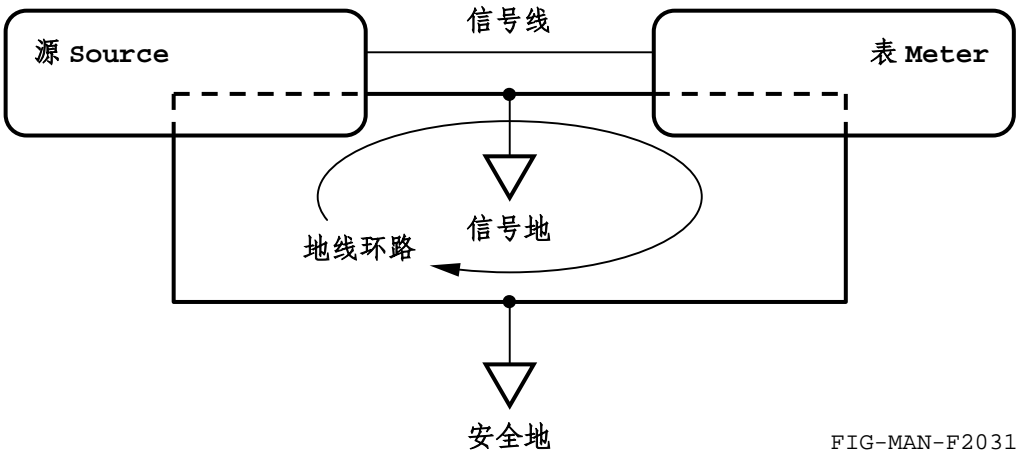 信号线
源 Source
表 Meter
信号地
地线环路
安全地
FIG-MAN-F2031